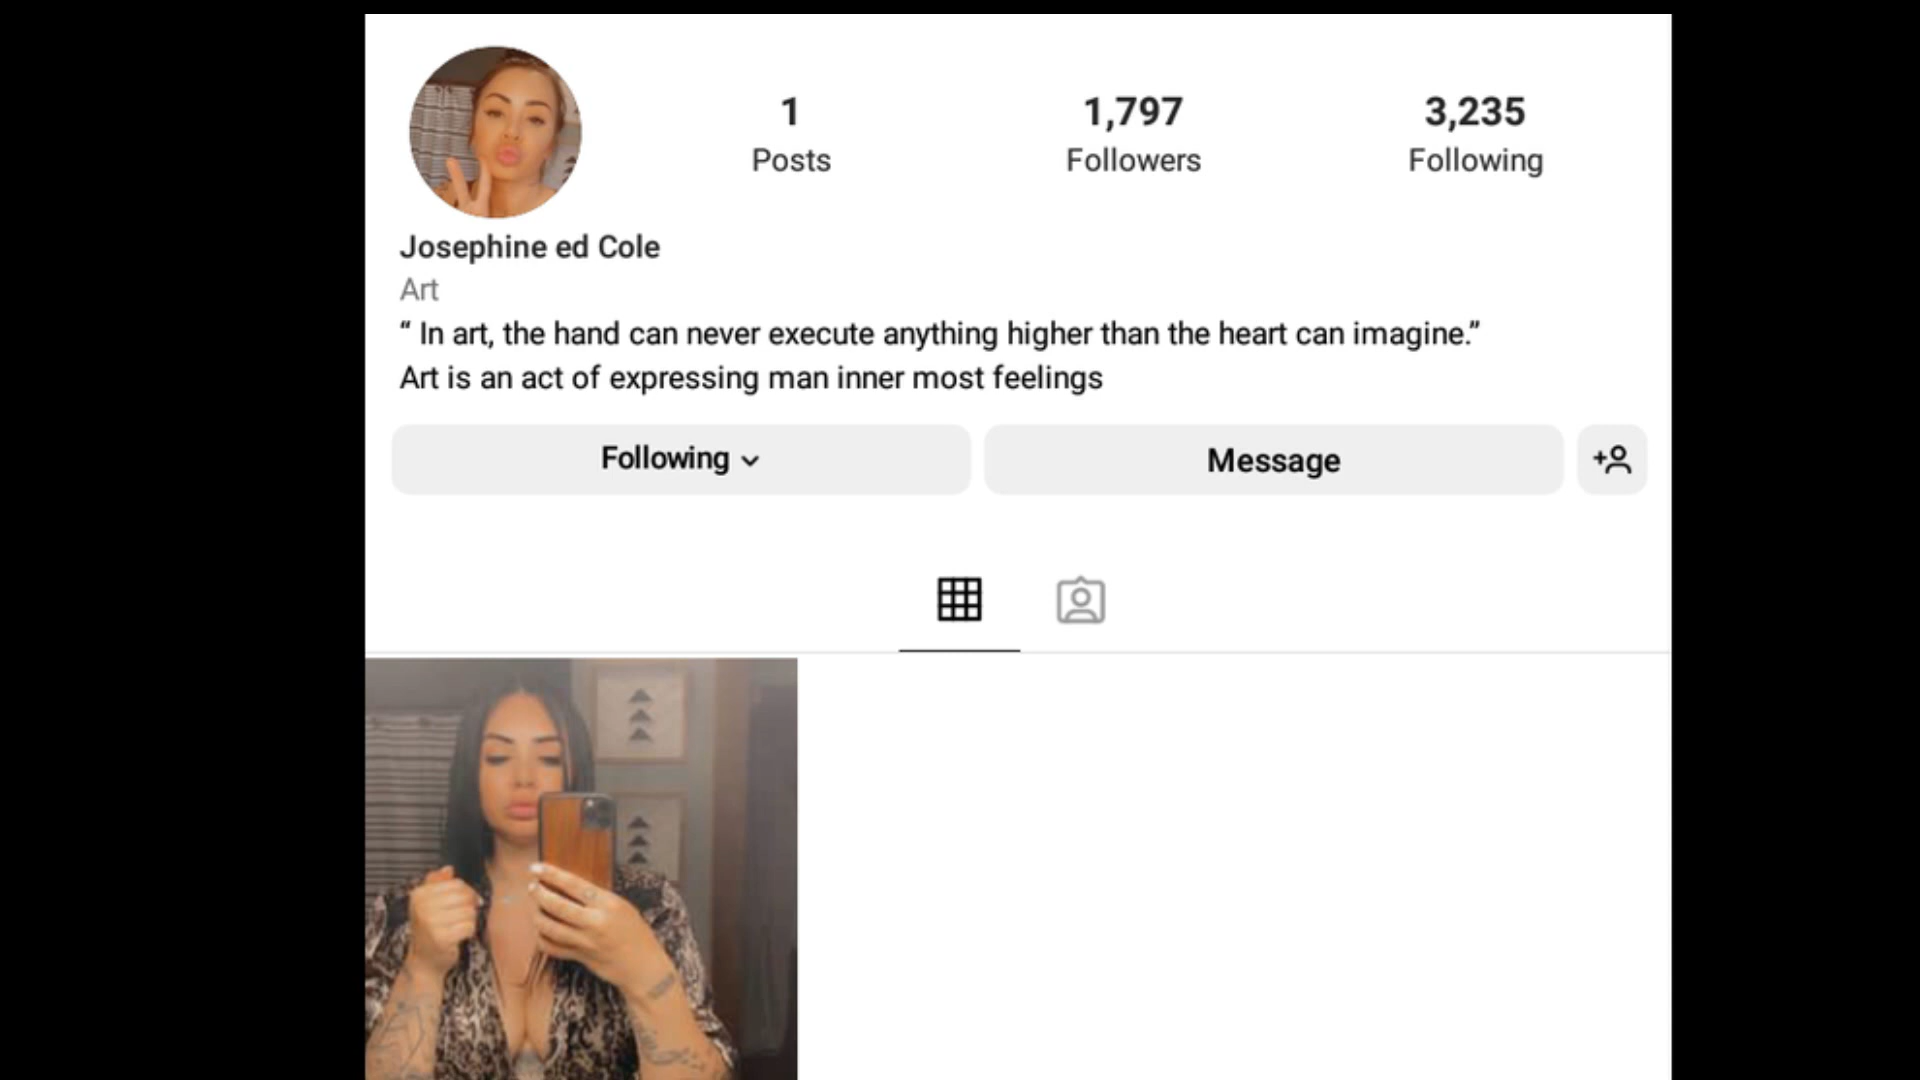 1
Posts
1,797
Followers
3,235
Following
Josephine ed Cole
Art
“ In art, the hand can never execute anything higher than the heart can imagine.”
Art is an act of expressing man inner most feelings
Following
Message